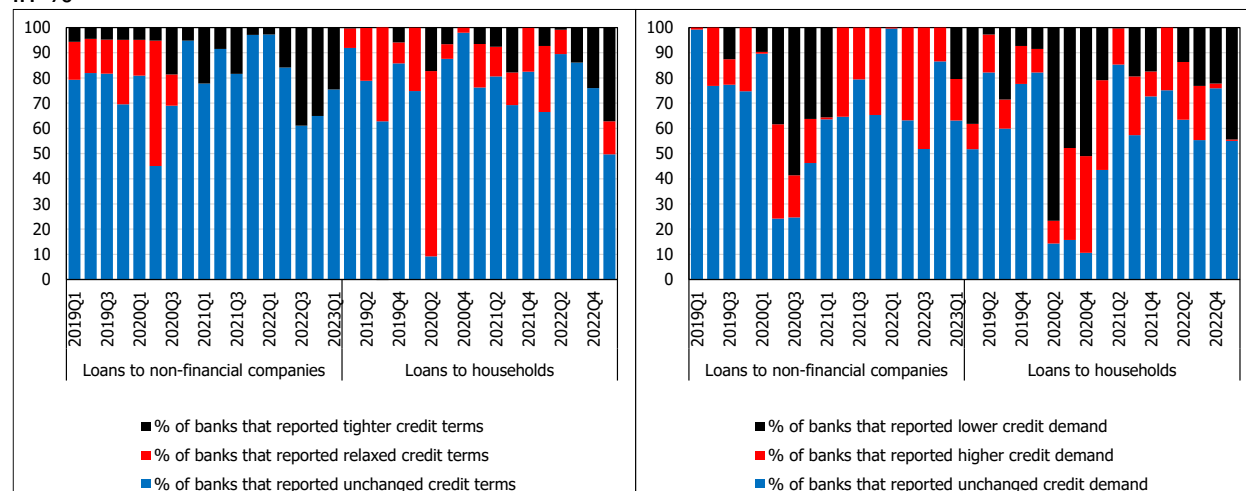 100
90
80
70
60
50
40
30
20
10
0
2019Q1
2019Q3
2020Q1
2020Q3
2021Q1
2021Q3
2022Q1
2022Q3
2023Q1
2019Q2
2019Q4
2020Q2
2020Q4
2021Q2
2021Q4
2022Q2
2022Q4
Loans to non-financial companies
Loans to households
% of banks that reported tighter credit terms
% of banks that reported relaxed credit terms
% of banks that reported unchanged credit terms
100
90
80
70
60
50
40
30
20
10
0
2019Q1
2019Q3
2020Q1
2020Q3
2021Q1
2021Q3
2022Q1
2022Q3
2023Q1
2019Q2
2019Q4
2020Q2
2020Q4
2021Q2
2021Q4
2022Q2
2022Q4
Loans to non-financial companies
Loans to households
% of banks that reported lower credit demand
% of banks that reported higher credit demand
% of banks that reported unchanged credit demand